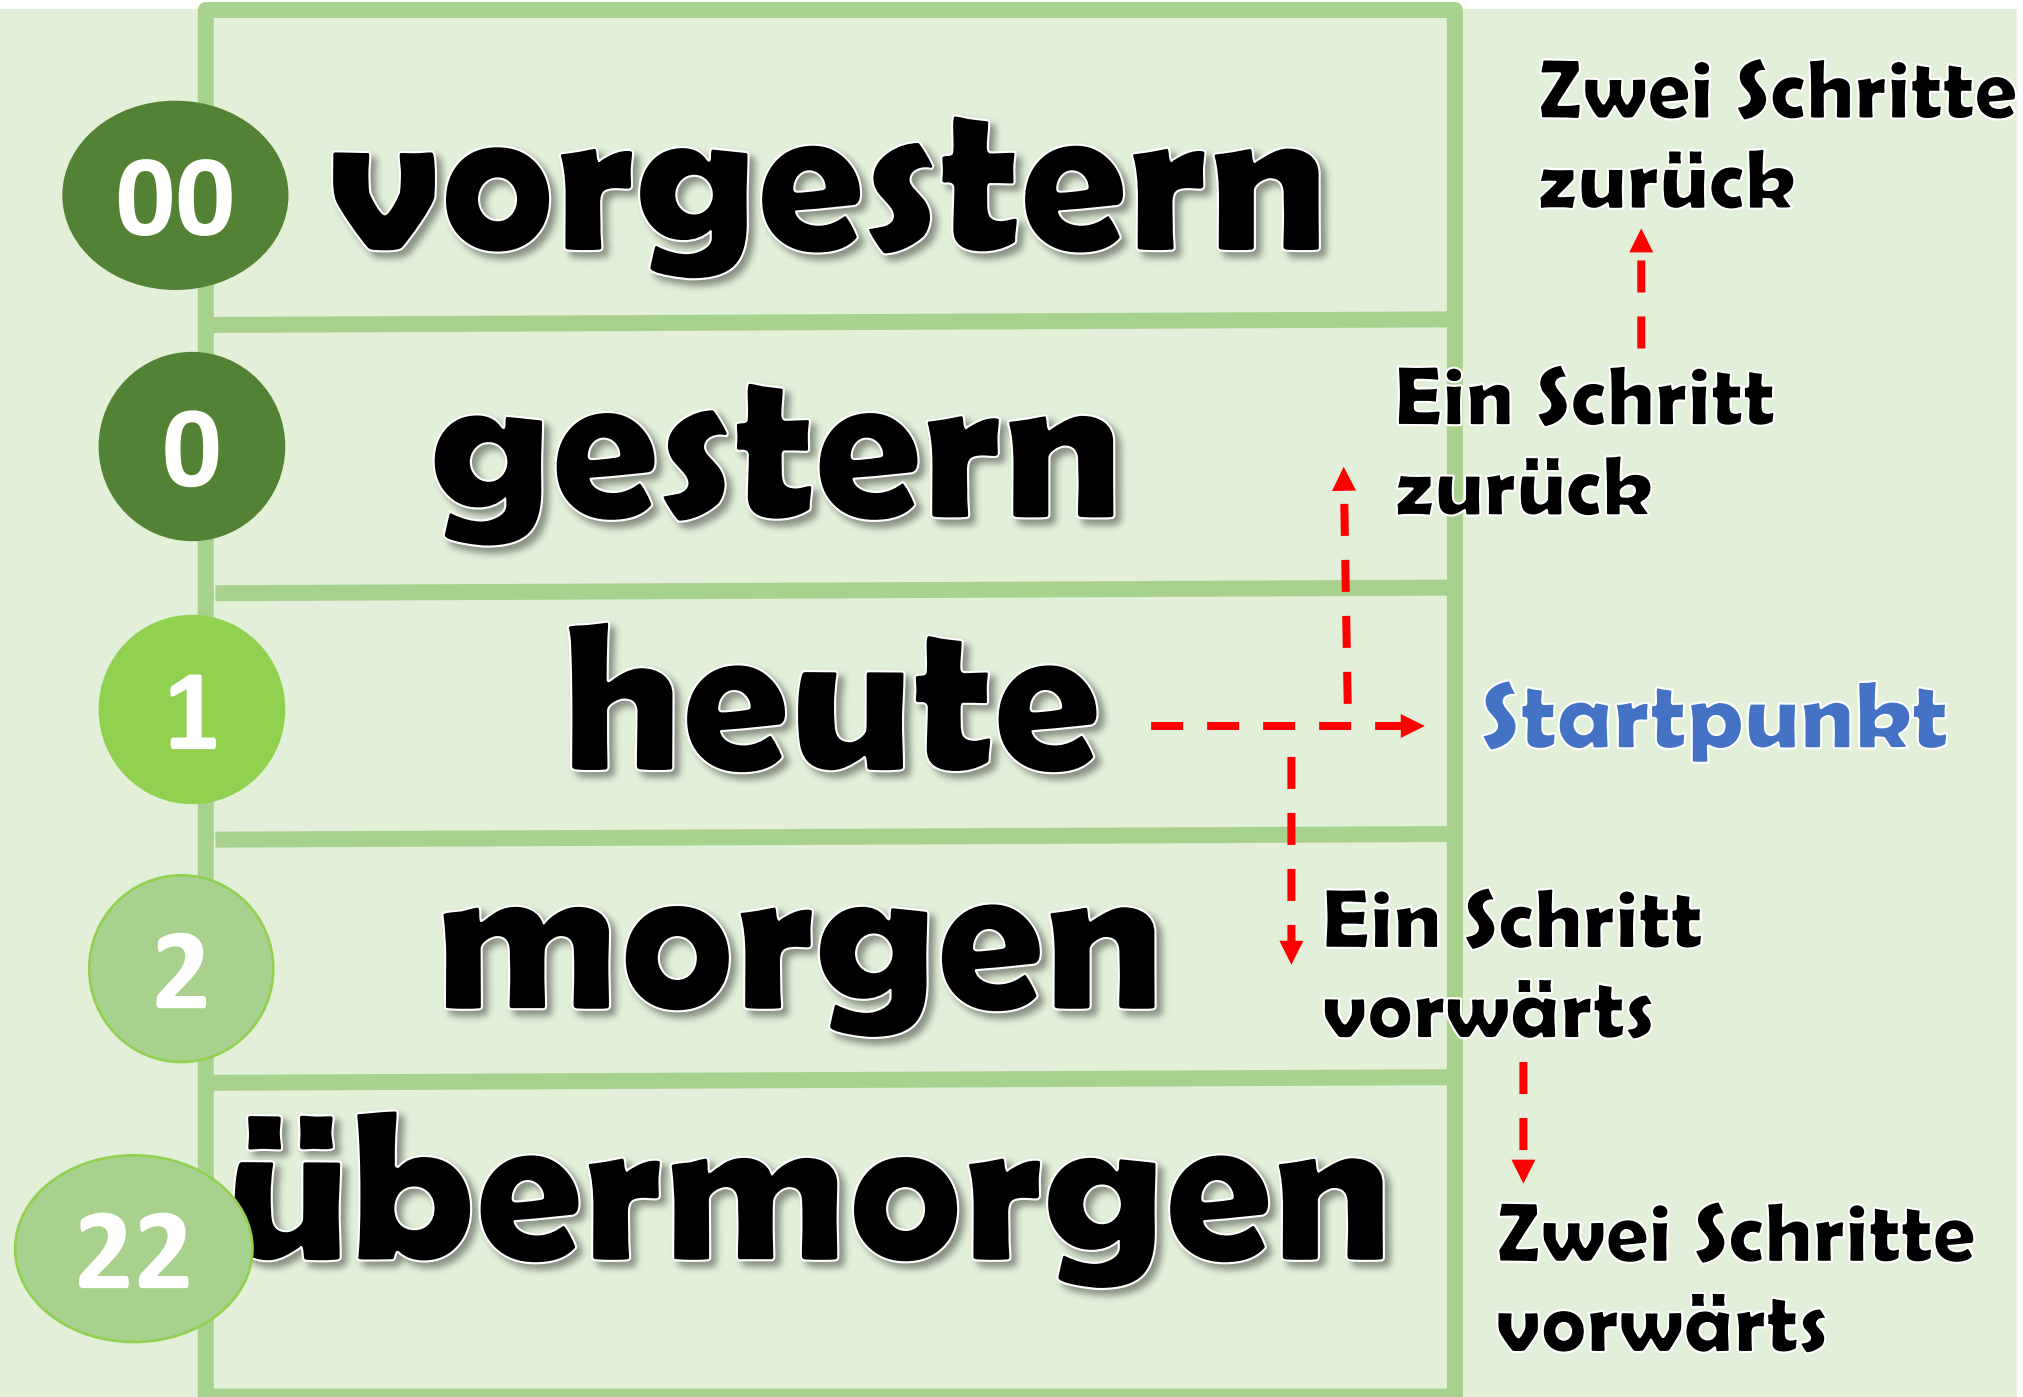 00 vorgestern
Zwei Schritte
zurück
0 gestern
Ein Schritt
zurück
1 heute
Startpunkt
2 morgen
Ein Schritt
vorwärts
22 übermorgen
Zwei Schritte
vorwärts